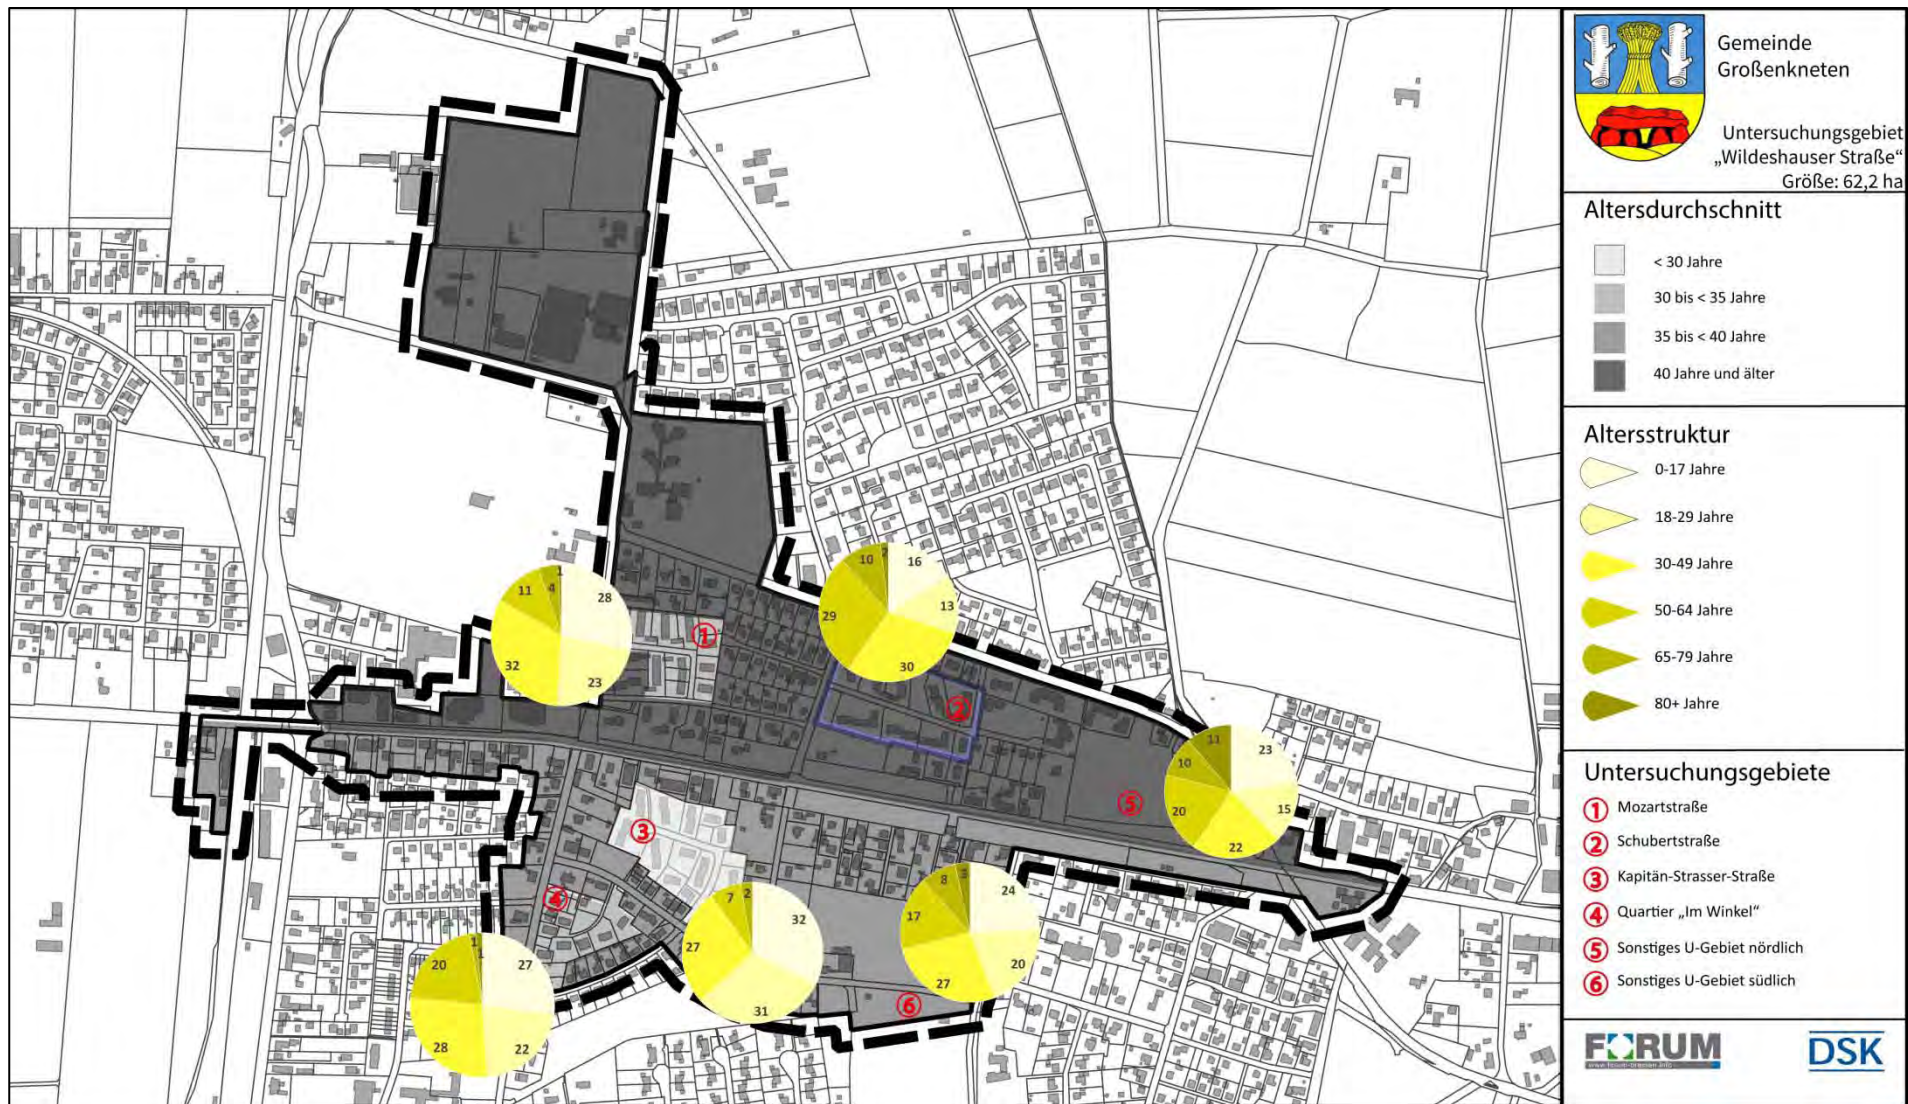 Gemeinde
Großenkneten
Untersuchungsgebiet
„Wildeshauser Straße“
Größe: 62,2 ha
Altersdurchschnitt
< 30 Jahre
30 bis < 35 Jahre
35 bis < 40 Jahre
40 Jahre und älter
Altersstruktur
0-17 Jahre
18-29 Jahre
30-49 Jahre
50-64 Jahre
65-79 Jahre
80+ Jahre
Untersuchungsgebiete
1 Mozartstraße
2 Schubertstraße
3 Kapitän-Strasser-Straße
4 Quartier „Im Winkel“
5 Sonstiges U-Gebiet nördlich
6 Sonstiges U-Gebiet südlich
FORUM
DSK
1
4
11
28
32
23
1
10
16
13
29
30
2
11
23
10
15
20
22
5
3
4
1
1
20
27
28
22
2
7
32
27
31
3
8
24
17
20
27
6